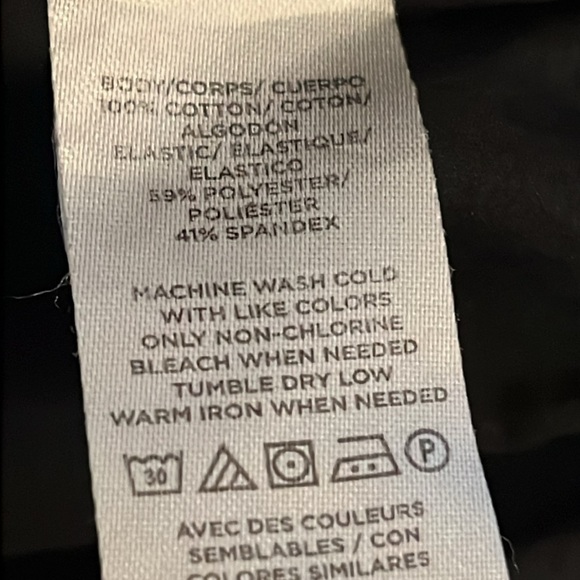 BODY/CORPS/ CUERPO
100% COTTON/ COTON/
ALGODON
ELASTIC/ ELASTIQUE/
ELASTICO
59% POLYESTER/
POLIESTER
41% SPANDEX
MACHINE WASH COLD
WITH LIKE COLORS
ONLY NON-CHLORINE
BLEACH WHEN NEEDED
TUMBLE DRY LOW
WARM IRON WHEN NEEDED
30 P
AVEC DES COULEURS
SEMBLABLES / CON
COLORES SIMILARES